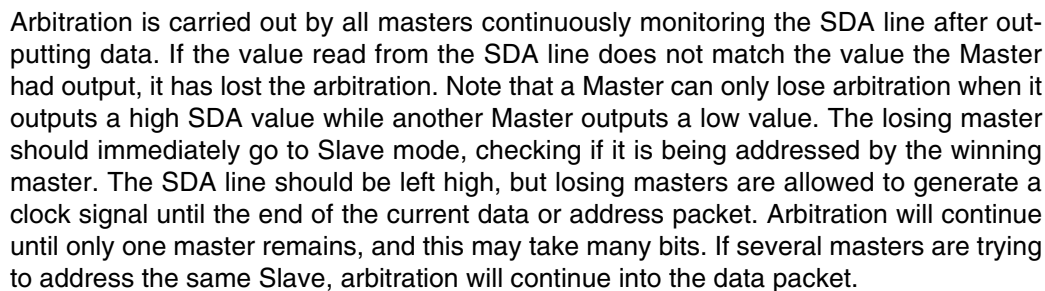 Arbitration is carried out by all masters continuously monitoring the SDA line after out-
putting data. If the value read from the SDA line does not match the value the Master
had output, it has lost the arbitration. Note that a Master can only lose arbitration when it
outputs a high SDA value while another Master outputs a low value. The losing master
should immediately go to Slave mode, checking if it is being addressed by the winning
master. The SDA line should be left high, but losing masters are allowed to generate a
clock signal until the end of the current data or address packet. Arbitration will continue
until only one master remains, and this may take many bits. If several masters are trying
to address the same Slave, arbitration will continue into the data packet.